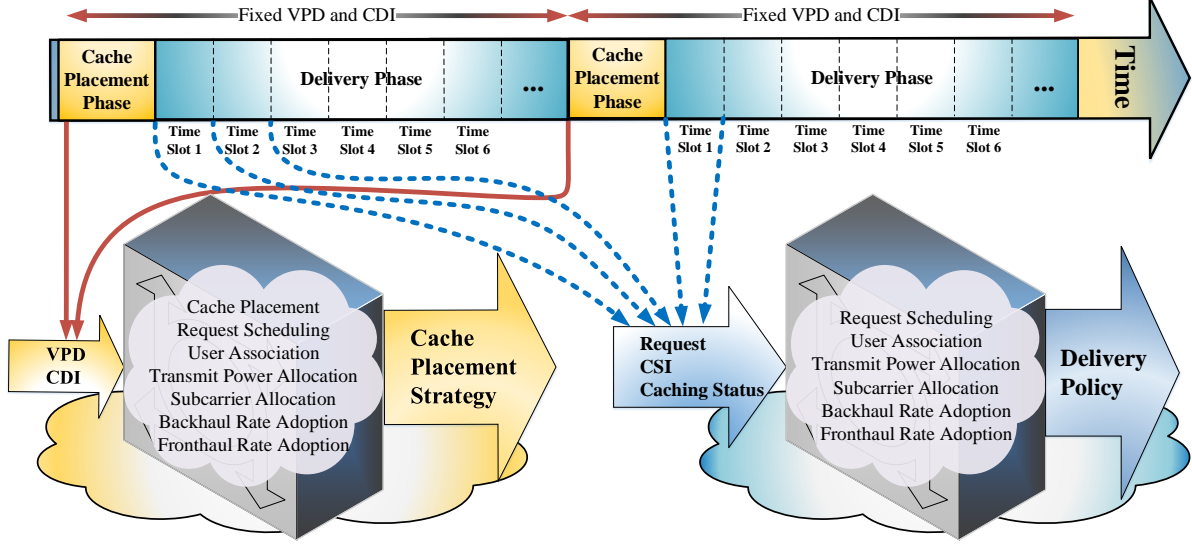 Fixed VPD and CDI
Fixed VPD and CDI
Cache
Placement
Phase
Delivery Phase
...
Cache
Placement
Phase
Delivery Phase
...
Time
Time
Slot 1
Time
Slot 2
Time
Slot 3
Time
Slot 4
Time
Slot 5
Time
Slot 6
Time
Slot 1
Time
Slot 2
Time
Slot 3
Time
Slot 4
Time
Slot 5
Time
Slot 6
VPD
CDI
Cache Placement
Request Scheduling
User Association
Transmit Power Allocation
Subcarrier Allocation
Backhaul Rate Adoption
Fronthaul Rate Adoption
Cache
Placement
Strategy
Request
CSI
Caching Status
Request Scheduling
User Association
Transmit Power Allocation
Subcarrier Allocation
Backhaul Rate Adoption
Fronthaul Rate Adoption
Delivery
Policy